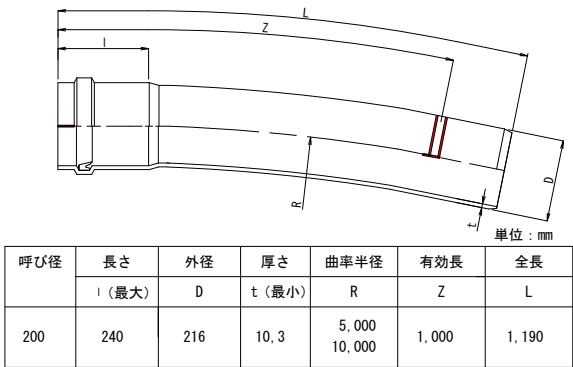 L
Z
l
R
D
t
単位：mm
呼び径 長さ 外径 厚さ 曲率半径 有効長 全長
l（最大） D t（最小） R Z L
200 240 216 10,3 5,000 10,000 1,000 1,190